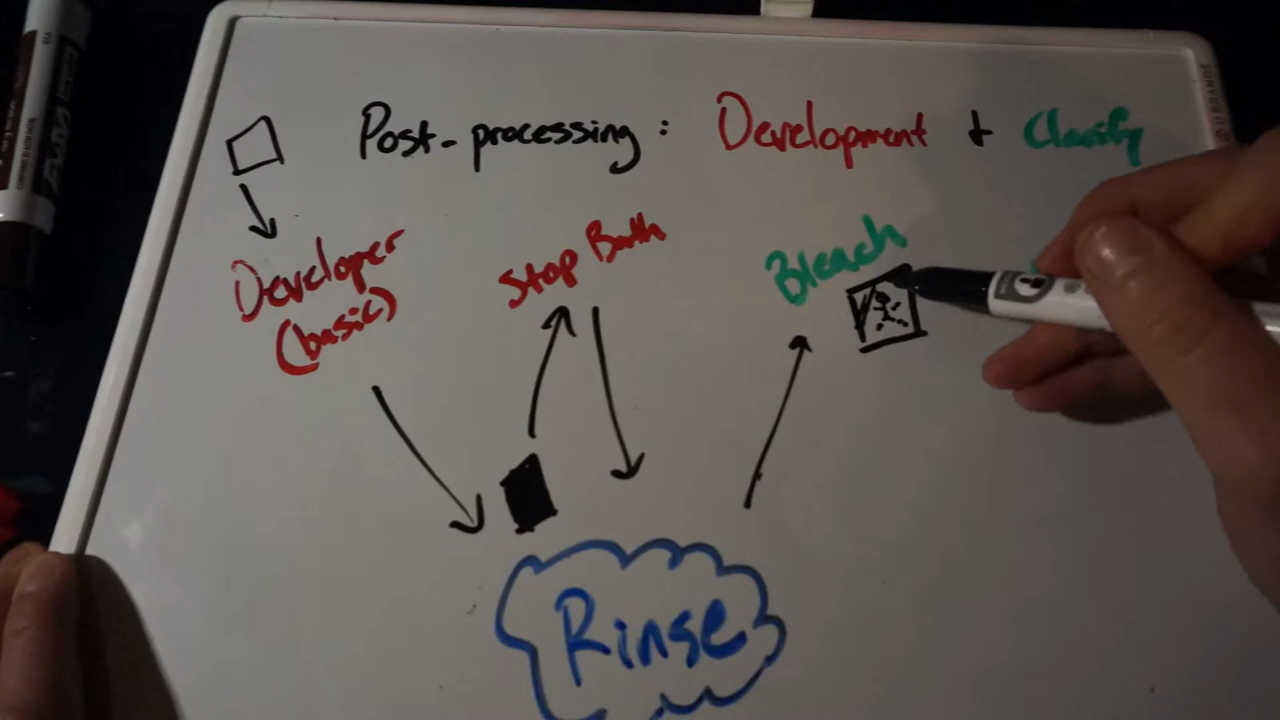 Post-processing: Development + Clarify
Developer
(basic)
Stop Bath
Bleach
Rinse